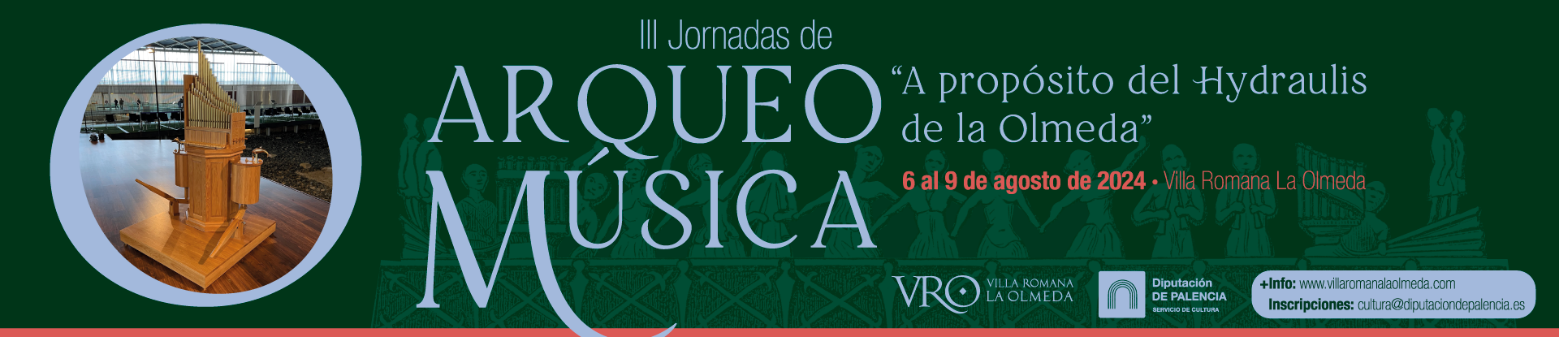 III Jornadas de
ARQUEO
MÚSICA
“A propósito del Hydraulis
de la Olmeda”
6 al 9 de agosto de 2024 • Villa Romana La Olmeda
VRO VILLA ROMANA
LA OLMEDA
Diputación
DE PALENCIA
SERVICIO DE CULTURA
+Info: www.villaromanalaolmeda.com
Inscripciones: cultura@diputaciondepalencia.es